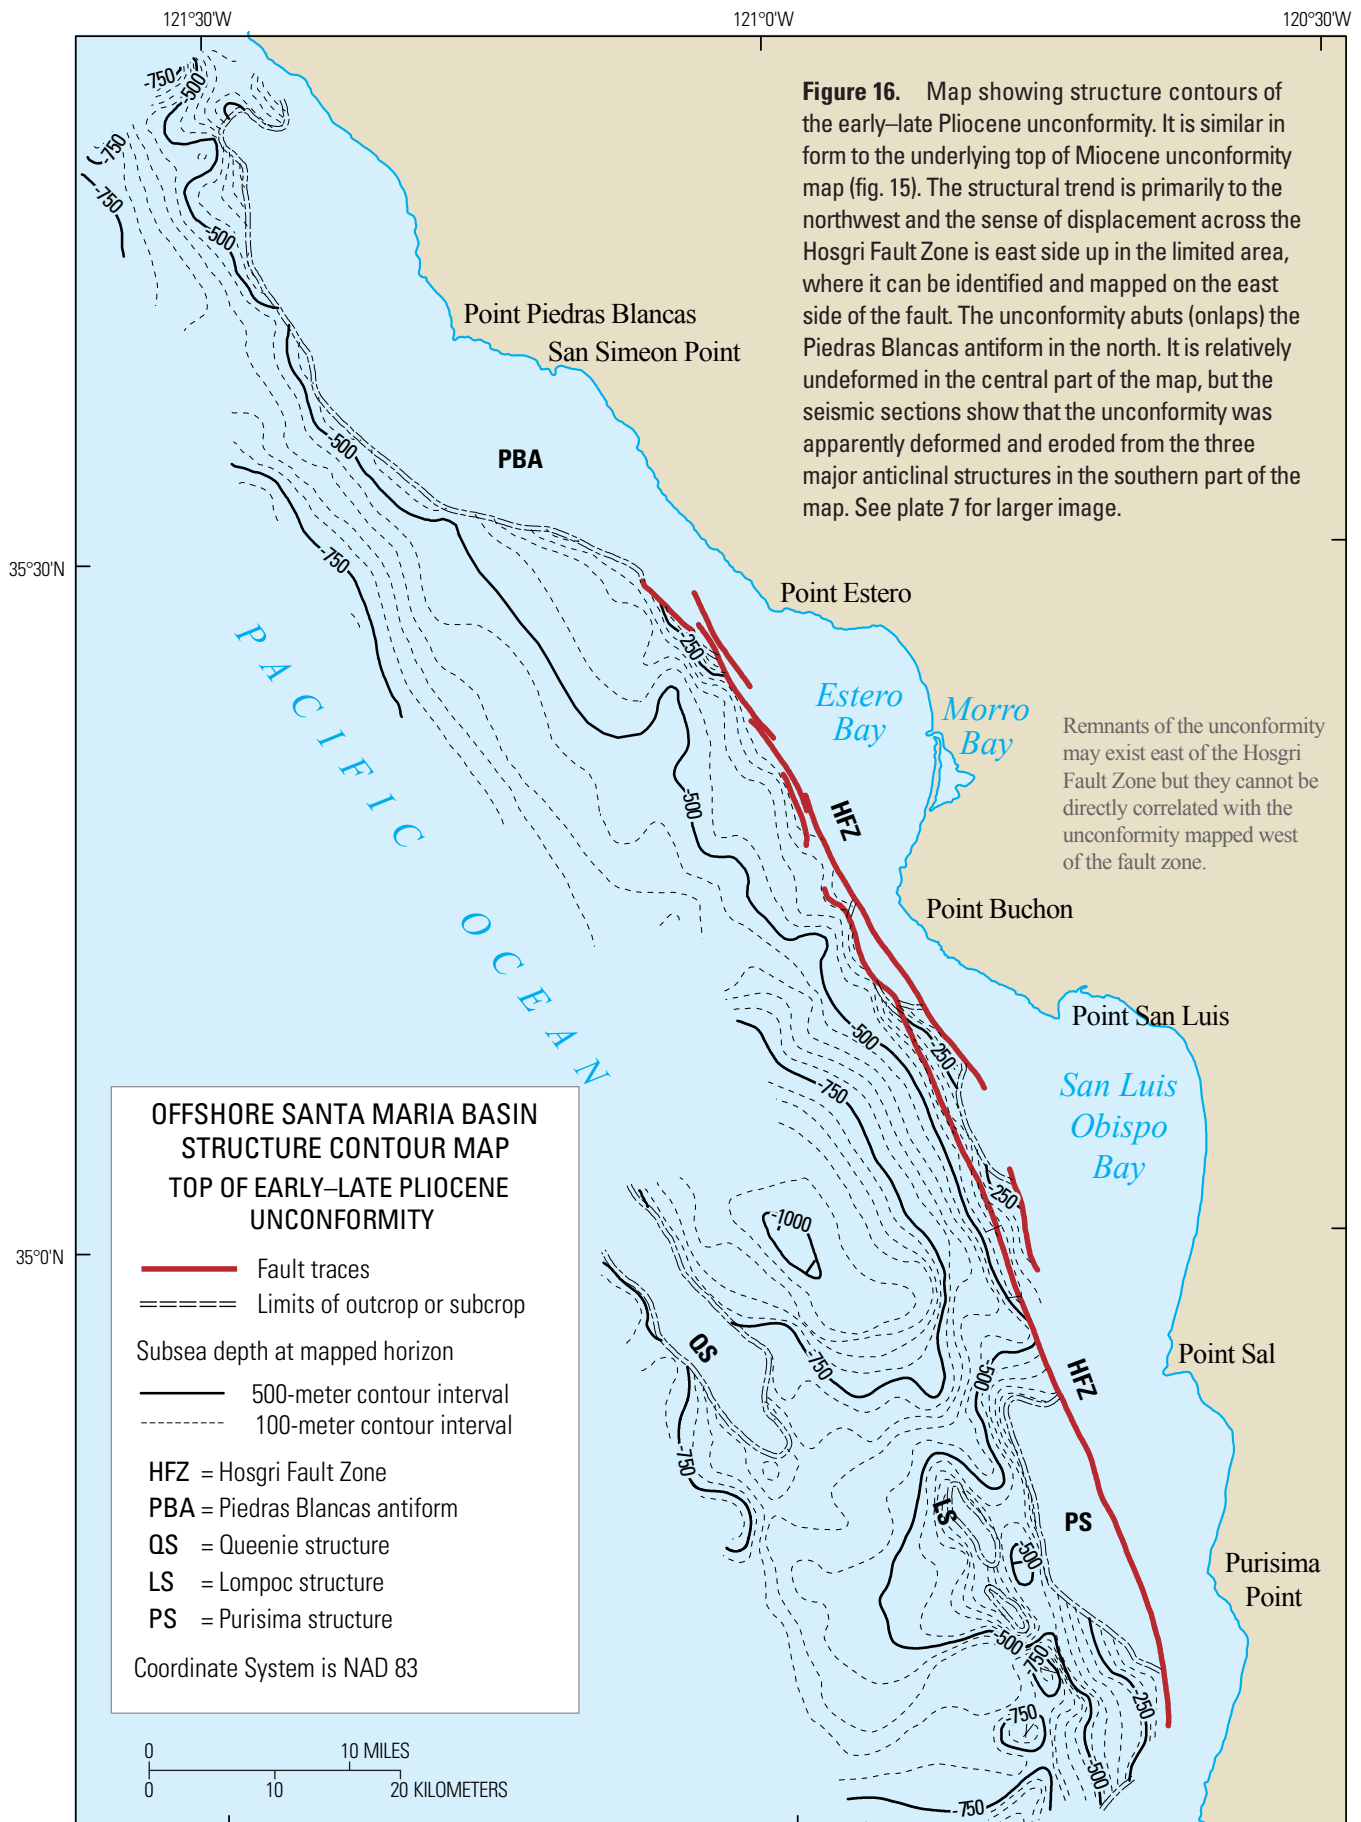 121°30'W
121°0'W
120°30'W
Figure 16. Map showing structure contours of
the early–late Pliocene unconformity. It is similar in
form to the underlying top of Miocene unconformity
map (fig. 15). The structural trend is primarily to the
northwest and the sense of displacement across the
Hosgri Fault Zone is east side up in the limited area,
where it can be identified and mapped on the east
side of the fault. The unconformity abuts (onlaps) the
Piedras Blancas antiform in the north. It is relatively
undeformed in the central part of the map, but the
seismic sections show that the unconformity was
apparently deformed and eroded from the three
major anticlinal structures in the southern part of the
map. See plate 7 for larger image.
-750
-500
-750
-750
-500
Point Piedras Blancas
San Simeon Point
-500
PBA
-750
35°30'N
Point Estero
-250
PACIFIC OCEAN
Estero
Bay
Morro
Bay
Remnants of the unconformity
may exist east of the Hosgri
Fault Zone but they cannot be
directly correlated with the
unconformity mapped west
of the fault zone.
-500
HFZ
Point Buchon
Point San Luis
-500
-250
-750
San Luis
Obispo
Bay
-250
-1000
35°0'N
QS
-750
-500
HFZ
Point Sal
-750
LS
PS
-500
Purisima
Point
-500
-750
-250
-750
-500
-750
OFFSHORE SANTA MARIA BASIN
STRUCTURE CONTOUR MAP
TOP OF EARLY–LATE PLIOCENE
UNCONFORMITY
Fault traces
Limits of outcrop or subcrop
Subsea depth at mapped horizon
500-meter contour interval
100-meter contour interval
HFZ = Hosgri Fault Zone
PBA = Piedras Blancas antiform
QS = Queenie structure
LS = Lompoc structure
PS = Purisima structure
Coordinate System is NAD 83
0 10 MILES
0 10 20 KILOMETERS